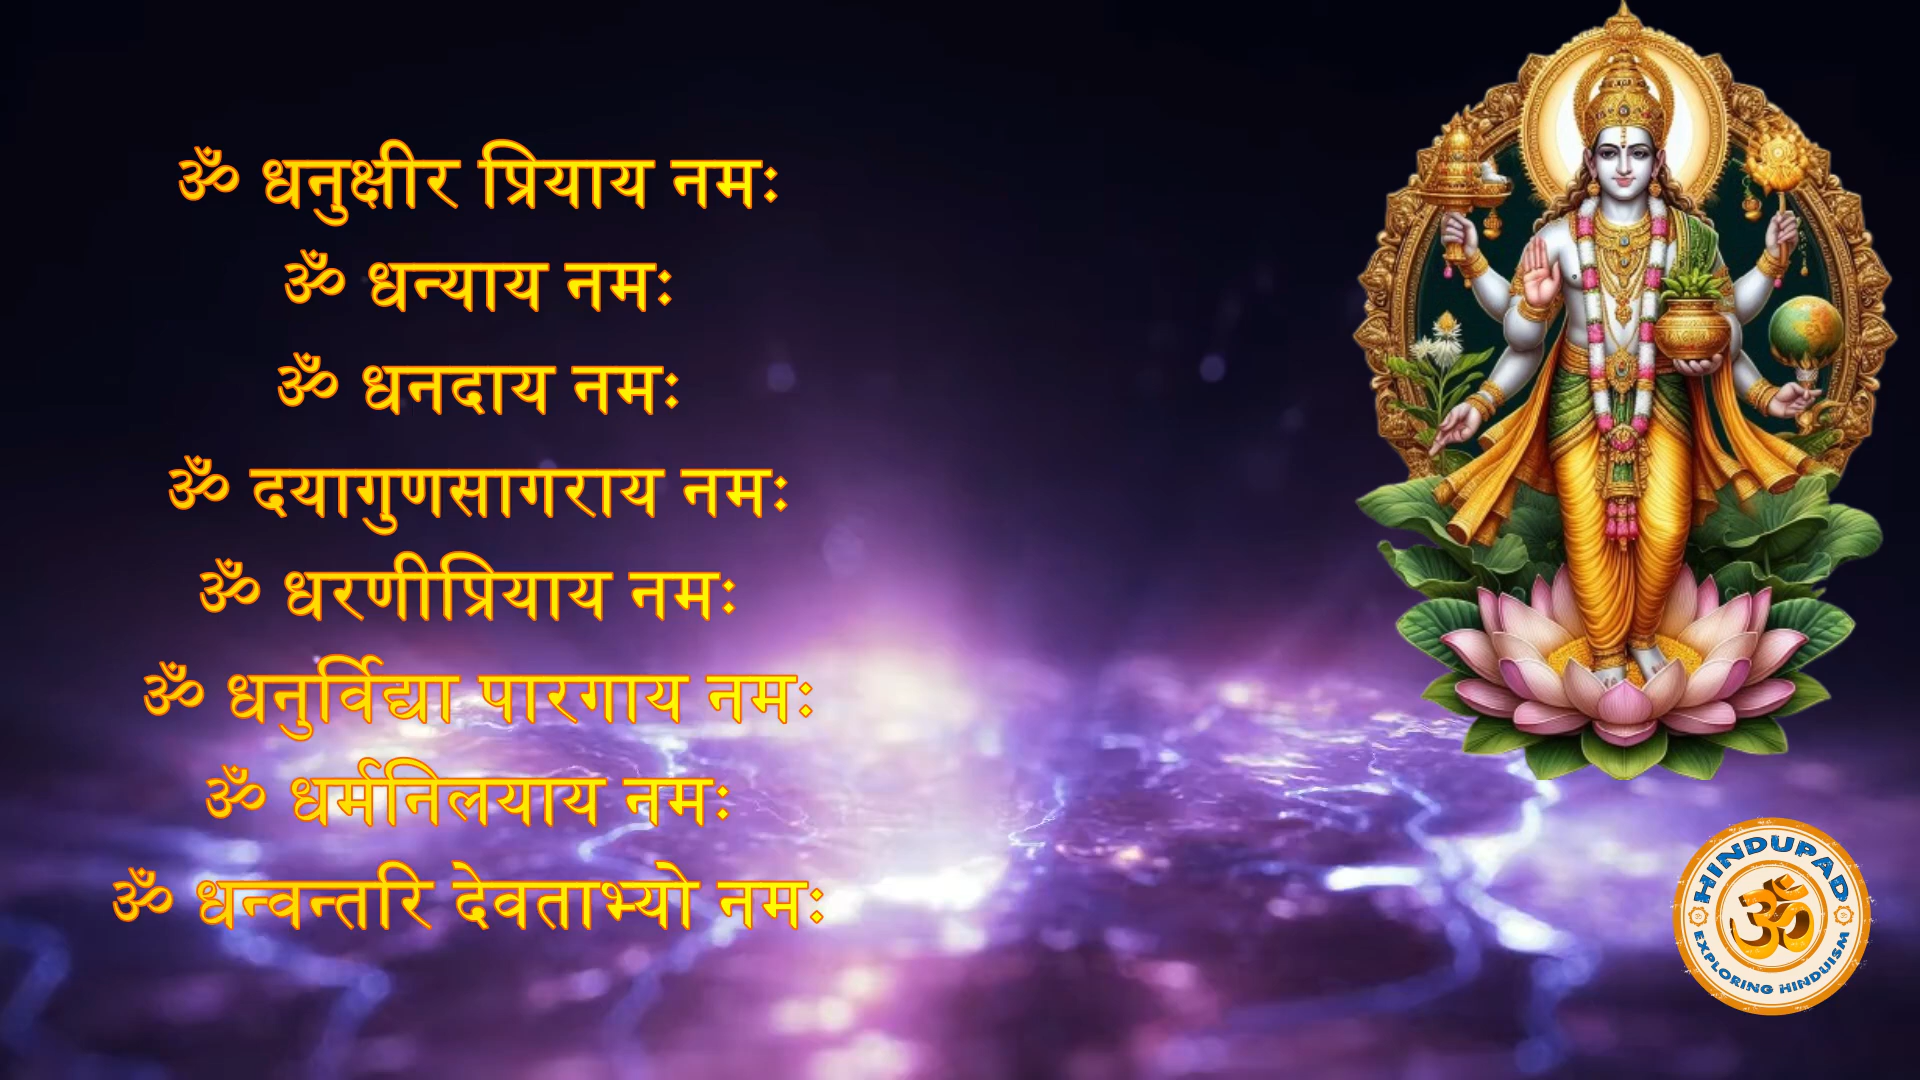 ॐ धनुक्षीर प्रियाय नमः
ॐ धन्याय नमः
ॐ धनदाय नमः
ॐ दयागुणसागराय नमः
ॐ धरणीप्रियाय नमः
ॐ धनुर्विद्या पारगाय नमः
ॐ धर्मनिलयाय नमः
ॐ धन्वन्तरि देवताभ्यो नमः
HINDUPAD
ॐ
EXPLORING HINDUISM